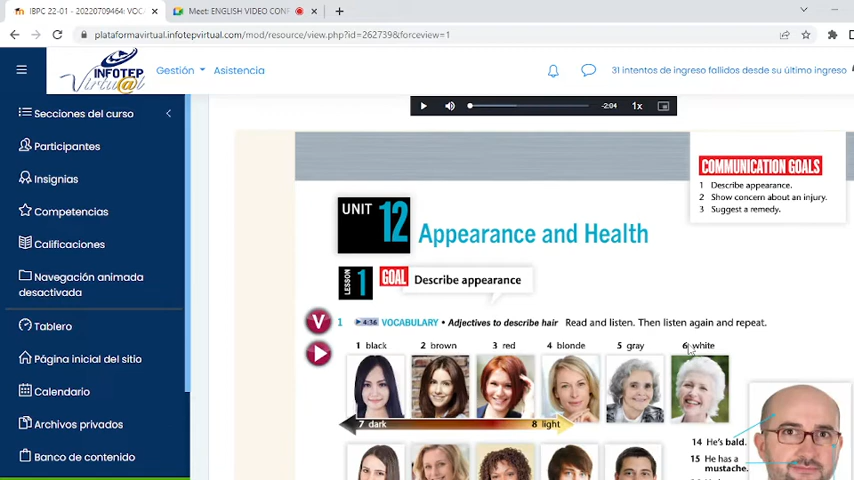 IBPC 22-01 - 20220709464: VOC
Meet: ENGLISH VIDEO CONF
plataformavirtual.infotepvirtual.com/mod/resource/view.php?id=262739&forceview=1
INFOTEP
Virtu@l
Gestión
Asistencia
31 intentos de ingreso fallidos desde su último ingreso
Secciones del curso
Participantes
Insignias
Competencias
Calificaciones
Navegación animada
desactivada
Tablero
Página inicial del sitio
Calendario
Archivos privados
Banco de contenido
-2:04
1x
COMMUNICATION GOALS
1 Describe appearance.
2 Show concern about an injury.
3 Suggest a remedy.
UNIT 12
Appearance and Health
LESSON 1
GOAL Describe appearance
V
1 4:36 VOCABULARY • Adjectives to describe hair Read and listen. Then listen again and repeat.
1 black
2 brown
3 red
4 blonde
5 gray
6 white
7 dark
8 light
14 He's bald.
15 He has a
mustache.